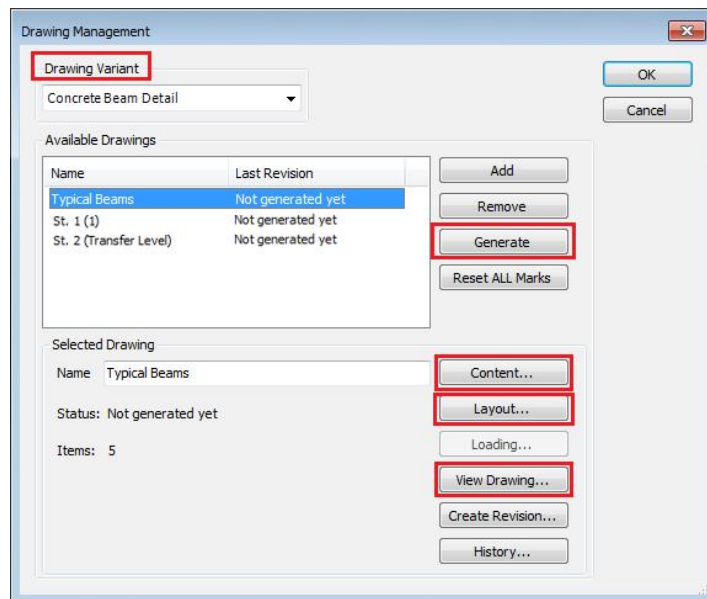 Drawing Management
Drawing Variant
Concrete Beam Detail
OK
Cancel
Available Drawings
Name Last Revision
Typical Beams Not generated yet
St. 1 (1) Not generated yet
St. 2 (Transfer Level) Not generated yet
Add
Remove
Generate
Reset ALL Marks
Selected Drawing
Name Typical Beams
Status: Not generated yet
Items: 5
Content...
Layout...
Loading...
View Drawing...
Create Revision...
History...